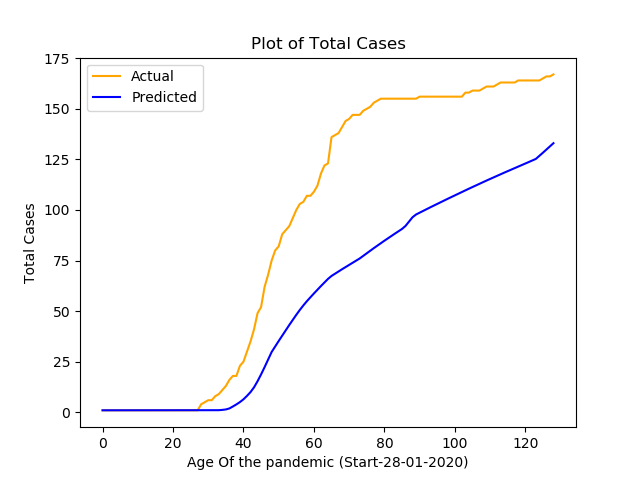 Plot of Total Cases
Actual
Predicted
175
150
125
100
75
50
25
0
Total Cases
0 20 40 60 80 100 120
Age Of the pandemic (Start-28-01-2020)